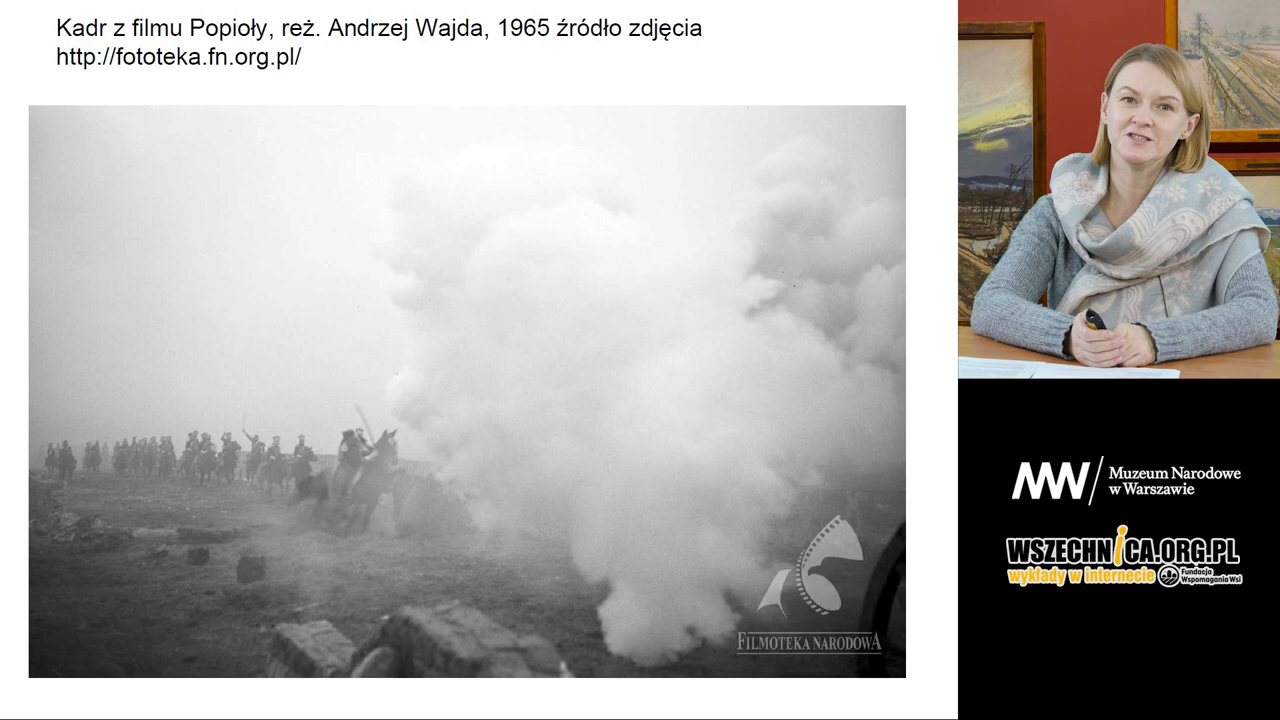 Kadr z filmu Popioły, reż. Andrzej Wajda, 1965 źródło zdjęcia
http://fototeka.fn.org.pl/
FILMOTEKA NARODOWA
MW/ Muzeum Narodowe
w Warszawie
WSZECHNICA.ORG.PL
wykłady w internecie Fundacja
Wspomagania Wsi